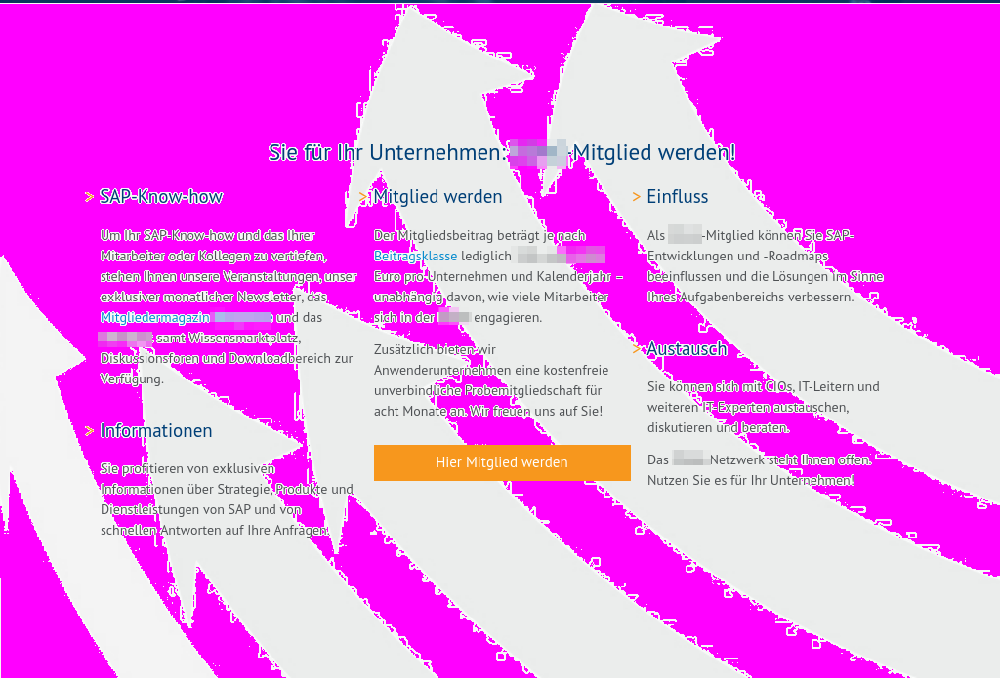 Sie für Ihr Unternehmen: -Mitglied werden!
> SAP-Know-how
Um Ihr SAP-Know-how und das Ihrer
Mitarbeiter oder Kollegen zu vertiefen,
stehen Ihnen unsere Veranstaltungen, unser
exklusiver monatlicher Newsletter, das
Mitgliedermagazin und das
samt Wissensmarktplatz,
Diskussionsforen und Downloadbereich zur
Verfügung.
> Informationen
Sie profitieren von exklusiven
Informationen über Strategie, Produkte und
Dienstleistungen von SAP und von
schnellen Antworten auf Ihre Anfragen.
> Mitglied werden
Der Mitgliedsbeitrag beträgt je nach
Beitragsklasse lediglich
Euro pro Unternehmen und Kalenderjahr –
unabhängig davon, wie viele Mitarbeiter
sich in der engagieren.
Zusätzlich bieten wir
Anwenderunternehmen eine kostenfreie
unverbindliche Probemitgliedschaft für
acht Monate an. Wir freuen uns auf Sie!
Hier Mitglied werden
> Einfluss
Als -Mitglied können Sie SAP-
Entwicklungen und -Roadmaps
beeinflussen und die Lösungen im Sinne
Ihres Aufgabenbereichs verbessern.
> Austausch
Sie können sich mit CIOs, IT-Leitern und
weiteren IT-Experten austauschen,
diskutieren und beraten.
Das -Netzwerk steht Ihnen offen.
Nutzen Sie es für Ihr Unternehmen!